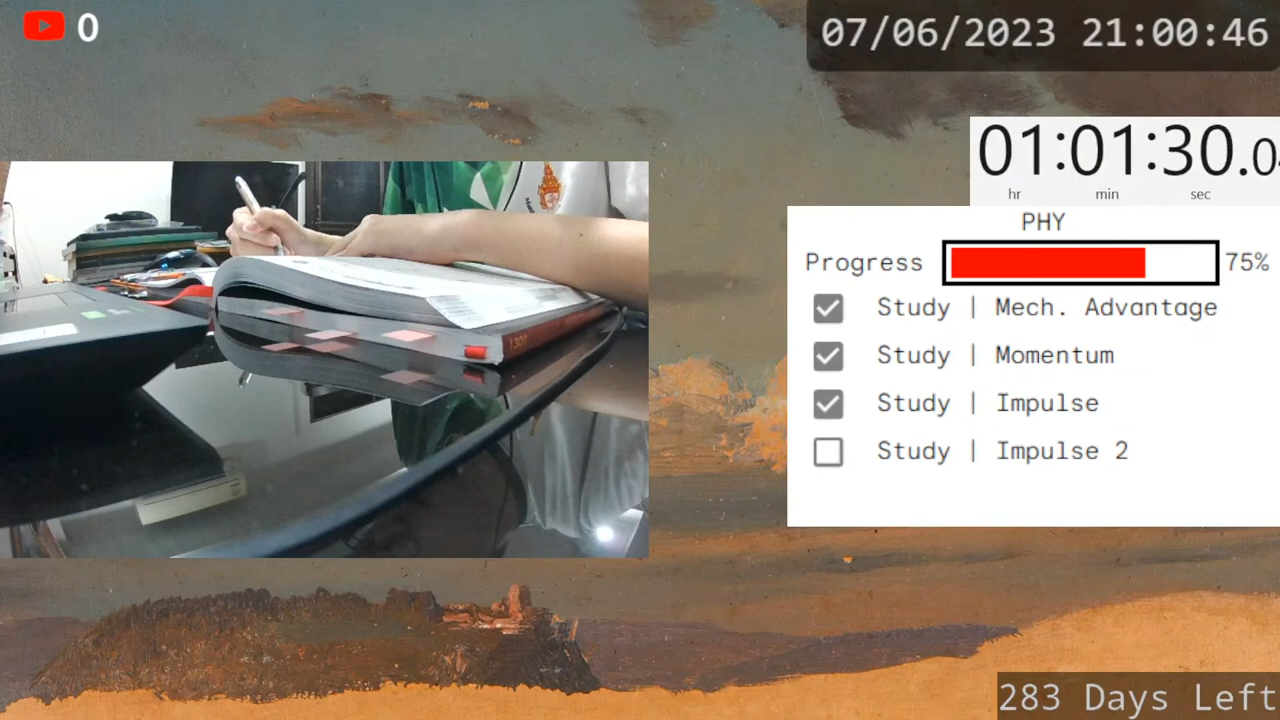 0
07/06/2023 21:00:46
01:01:30.0
hr min sec
PHY
Progress 75%
Study | Mech. Advantage
Study | Momentum
Study | Impulse
Study | Impulse 2
1301
283 Days Left